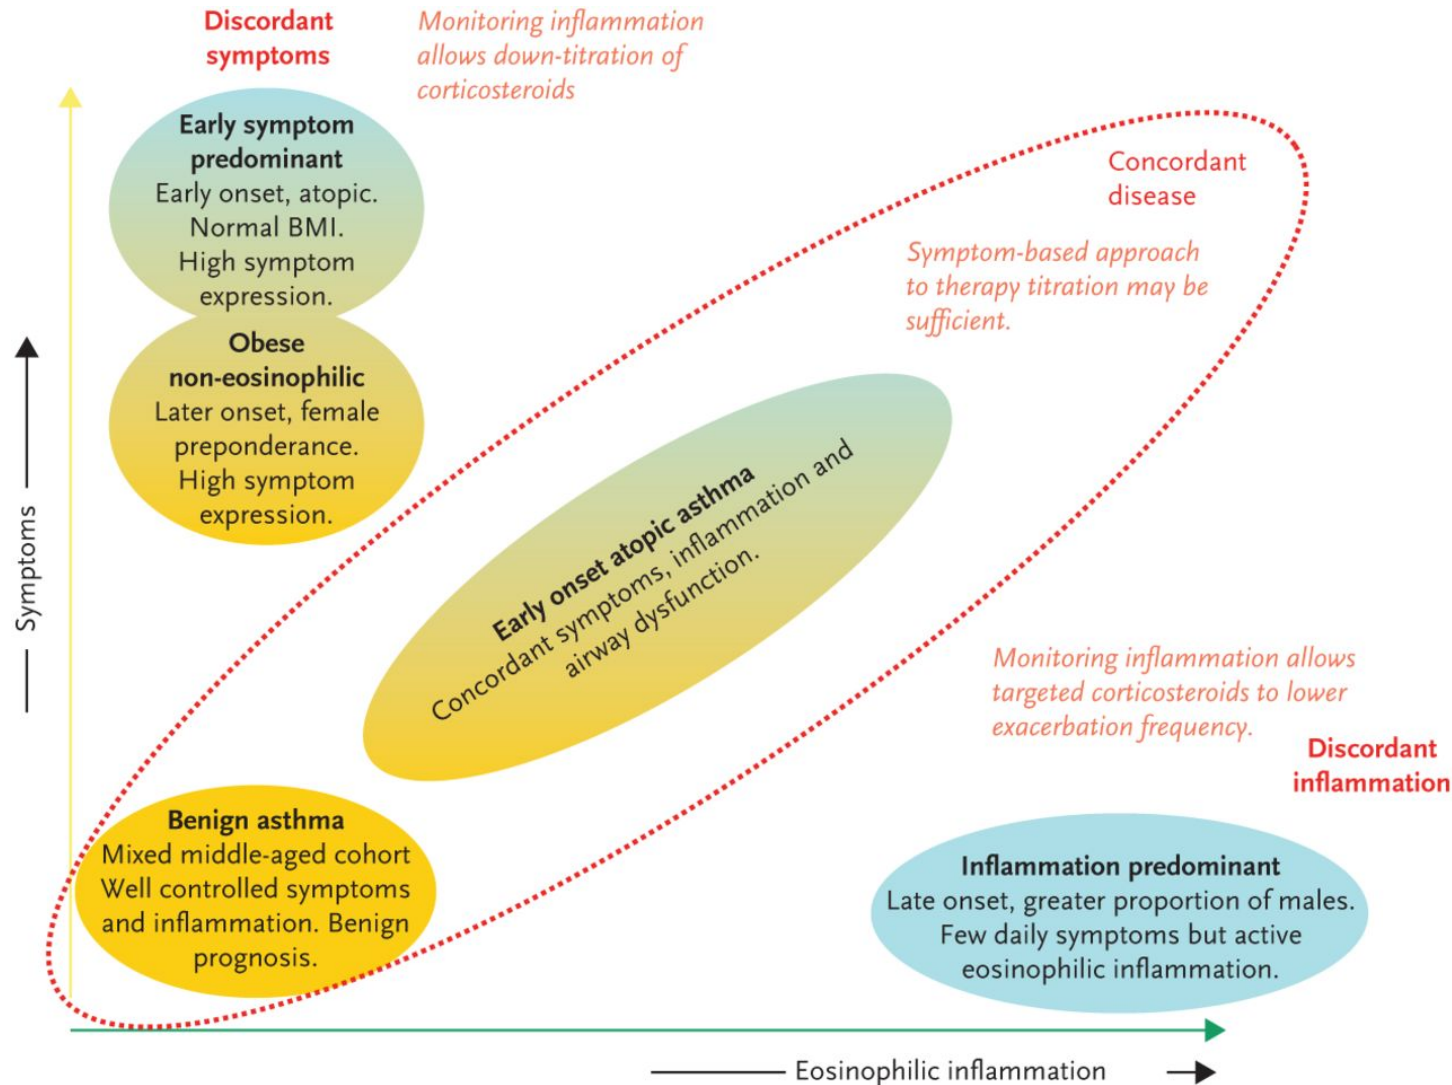 Discordant
symptoms
Monitoring inflammation
allows down-titration of
corticosteroids
Early symptom
predominant
Early onset, atopic.
Normal BMI.
High symptom
expression.
Obese
non-eosinophilic
Later onset, female
preponderance.
High symptom
expression.
Concordant
disease
Symptom-based approach
to therapy titration may be
sufficient.
Symptoms
Early onset atopic asthma
Concordant symptoms, inflammation and
airway dysfunction.
Monitoring inflammation allows
targeted corticosteroids to lower
exacerbation frequency.
Discordant
inflammation
Benign asthma
Mixed middle-aged cohort
Well controlled symptoms
and inflammation. Benign
prognosis.
Inflammation predominant
Late onset, greater proportion of males.
Few daily symptoms but active
eosinophilic inflammation.
Eosinophilic inflammation